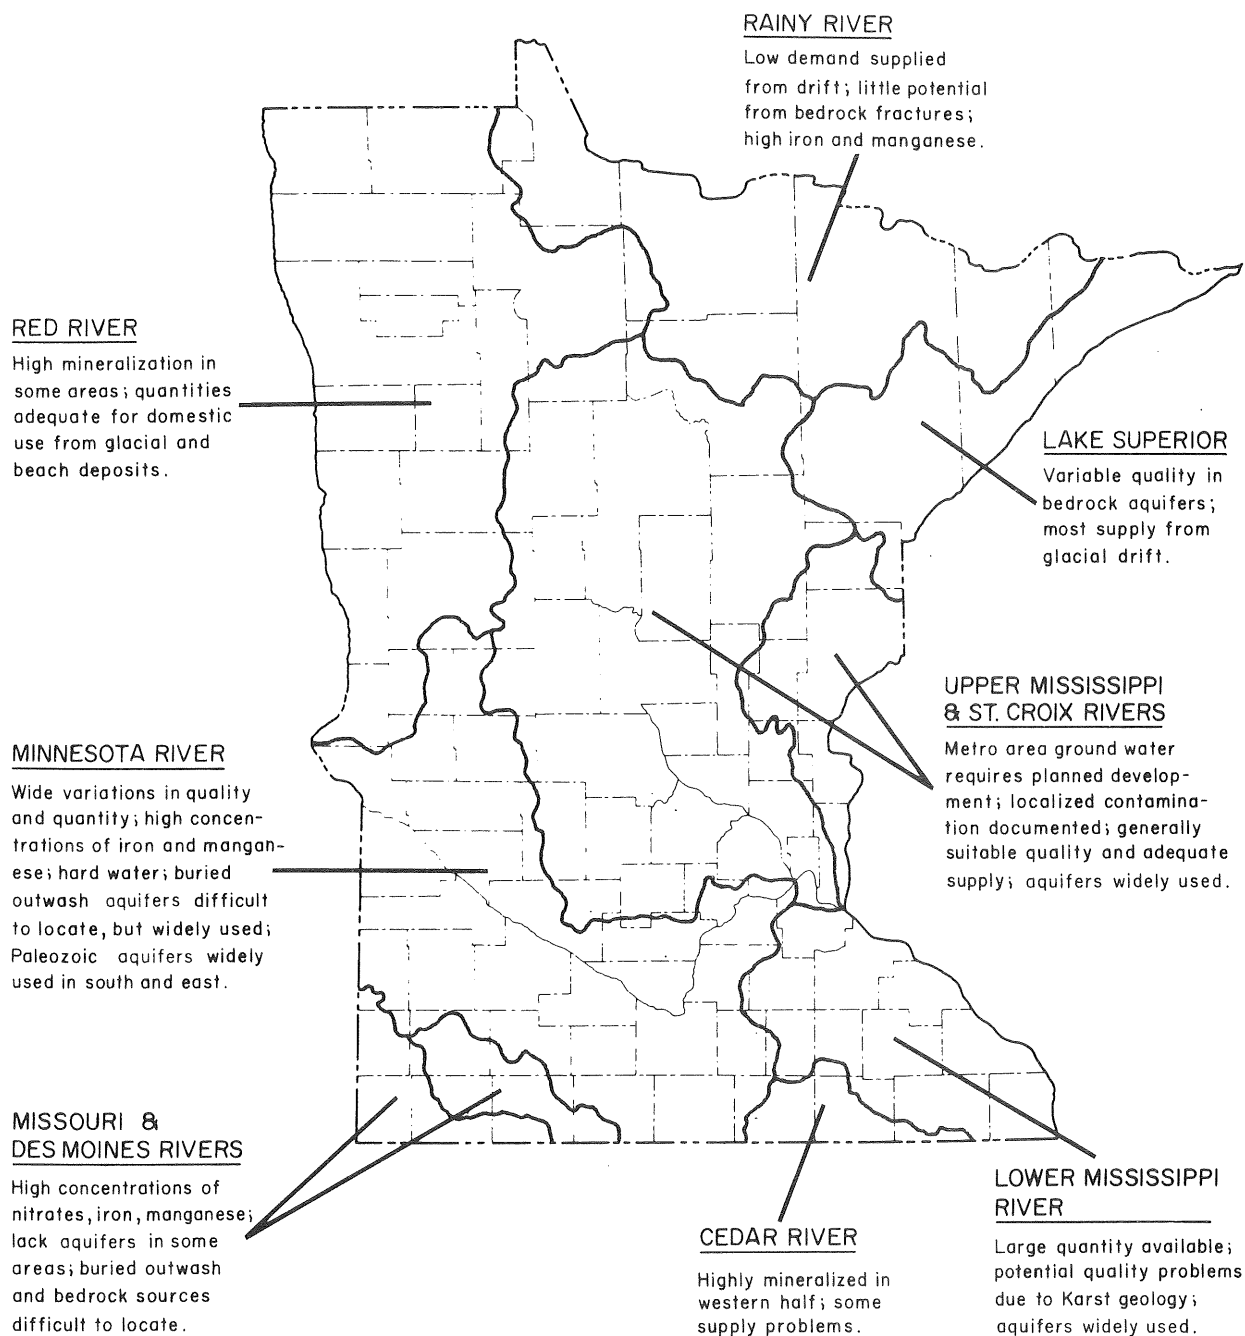 RAINY RIVER
Low demand supplied
from drift; little potential
from bedrock fractures;
high iron and manganese.
RED RIVER
High mineralization in
some areas; quantities
adequate for domestic
use from glacial and
beach deposits.
LAKE SUPERIOR
Variable quality in
bedrock aquifers;
most supply from
glacial drift.
UPPER MISSISSIPPI
& ST. CROIX RIVERS
Metro area ground water
requires planned develop-
ment; localized contamina-
tion documented; generally
suitable quality and adequate
supply; aquifers widely used.
MINNESOTA RIVER
Wide variations in quality
and quantity; high concen-
trations of iron and mangan-
ese; hard water; buried
outwash aquifers difficult
to locate, but widely used;
Paleozoic aquifers widely
used in south and east.
MISSOURI &
DES MOINES RIVERS
High concentrations of
nitrates, iron, manganese;
lack aquifers in some
areas; buried outwash
and bedrock sources
difficult to locate.
CEDAR RIVER
Highly mineralized in
western half; some
supply problems.
LOWER MISSISSIPPI
RIVER
Large quantity available;
potential quality problems
due to Karst geology;
aquifers widely used.